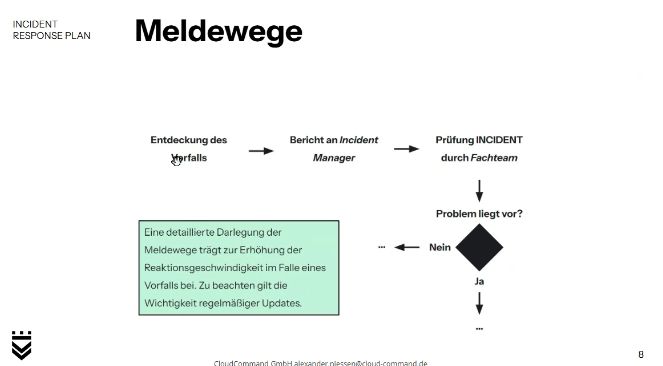 INCIDENT
RESPONSE PLAN
Meldewege
Entdeckung des
Vorfalls
Bericht an Incident
Manager
Prüfung INCIDENT
durch Fachteam
Problem liegt vor?
Nein
...
Ja
...
Eine detaillierte Darlegung der
Meldewege trägt zur Erhöhung der
Reaktionsgeschwindigkeit im Falle eines
Vorfalls bei. Zu beachten gilt die
Wichtigkeit regelmäßiger Updates.
8
CloudCommand GmbH,alexander.niessen@cloud-command.de